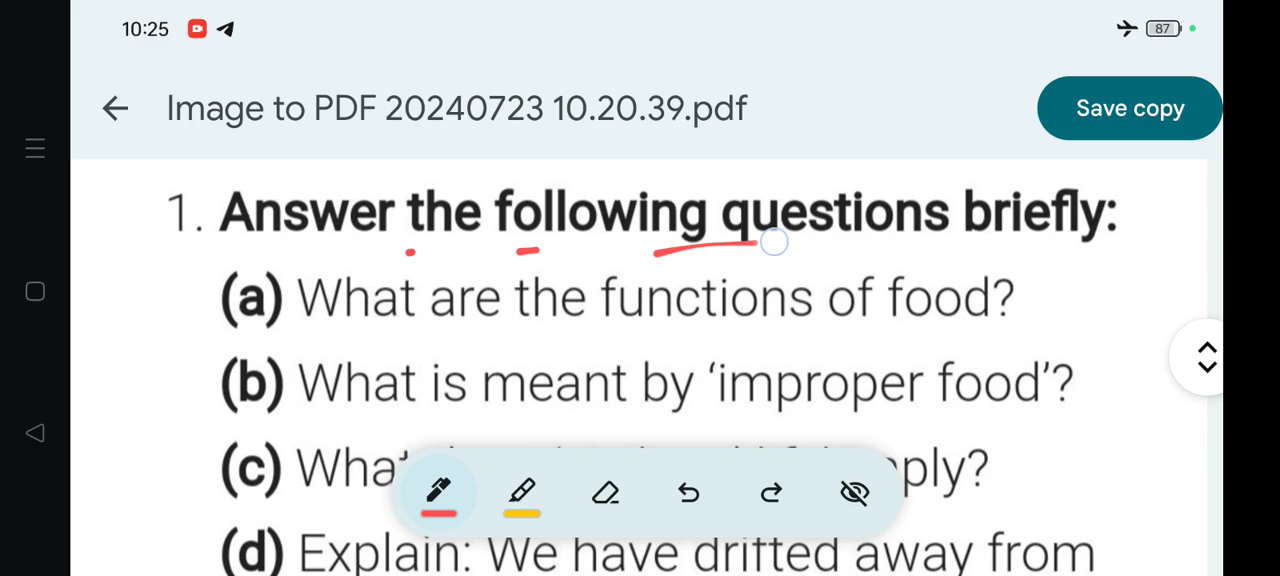 10:25
87
Image to PDF 20240723 10.20.39.pdf
Save copy
1. Answer the following questions briefly:
(a) What are the functions of food?
(b) What is meant by ‘improper food’?
(c)
(d) Explain: We have drifted away from